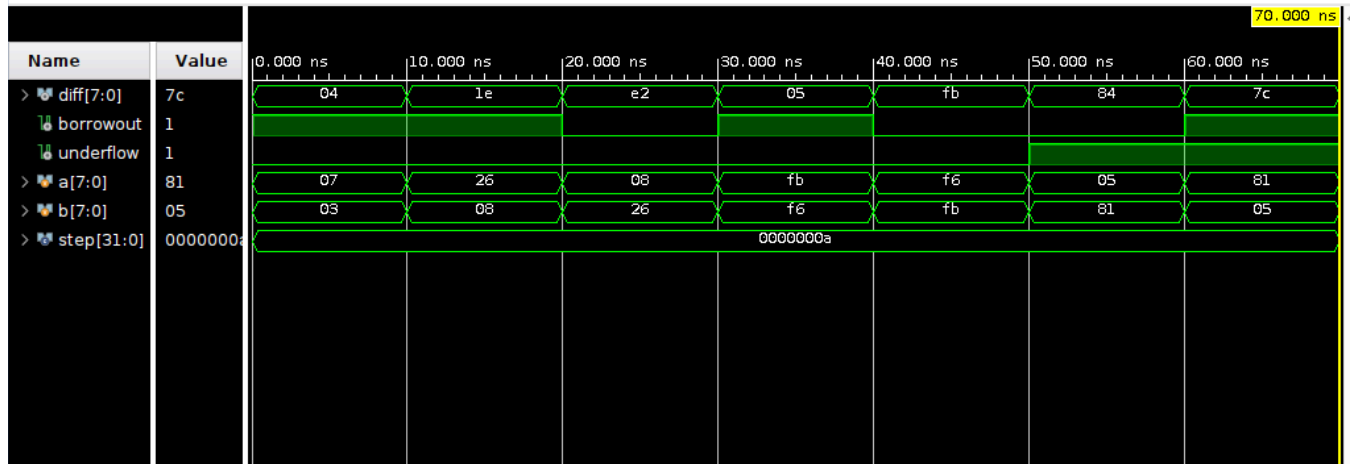 70.000 ns
Name Value 0.000 ns 10.000 ns 20.000 ns 30.000 ns 40.000 ns 50.000 ns 60.000 ns
> diff[7:0] 7c 04 1e e2 05 fb 84 7c
borrowout 1
underflow 1
> a[7:0] 81 07 26 08 fb f6 05 81
> b[7:0] 05 03 08 26 f6 fb 81 05
> step[31:0] 0000000a 0000000a